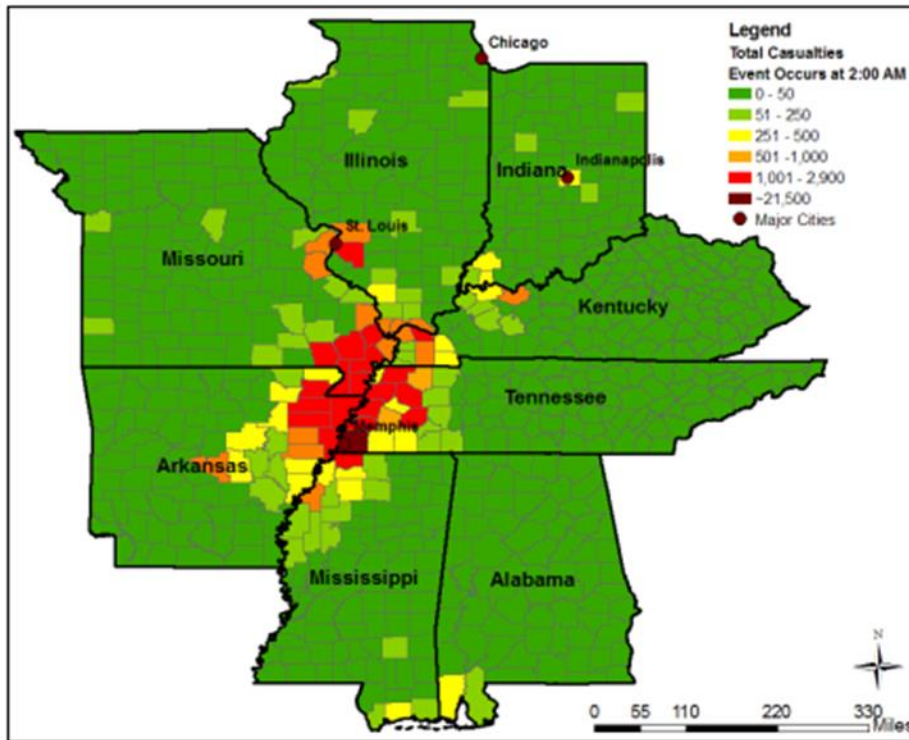 Legend
Total Casualties
Event Occurs at 2:00 AM
0 - 50
51 - 250
251 - 500
501 -1,000
1,001 - 2,900
~21,500
Major Cities
Chicago
Illinois
Indiana
Indianapolis
St. Louis
Missouri
Kentucky
Tennessee
Memphis
Arkansas
Mississippi
Alabama
N
0 55 110 220 330
Miles